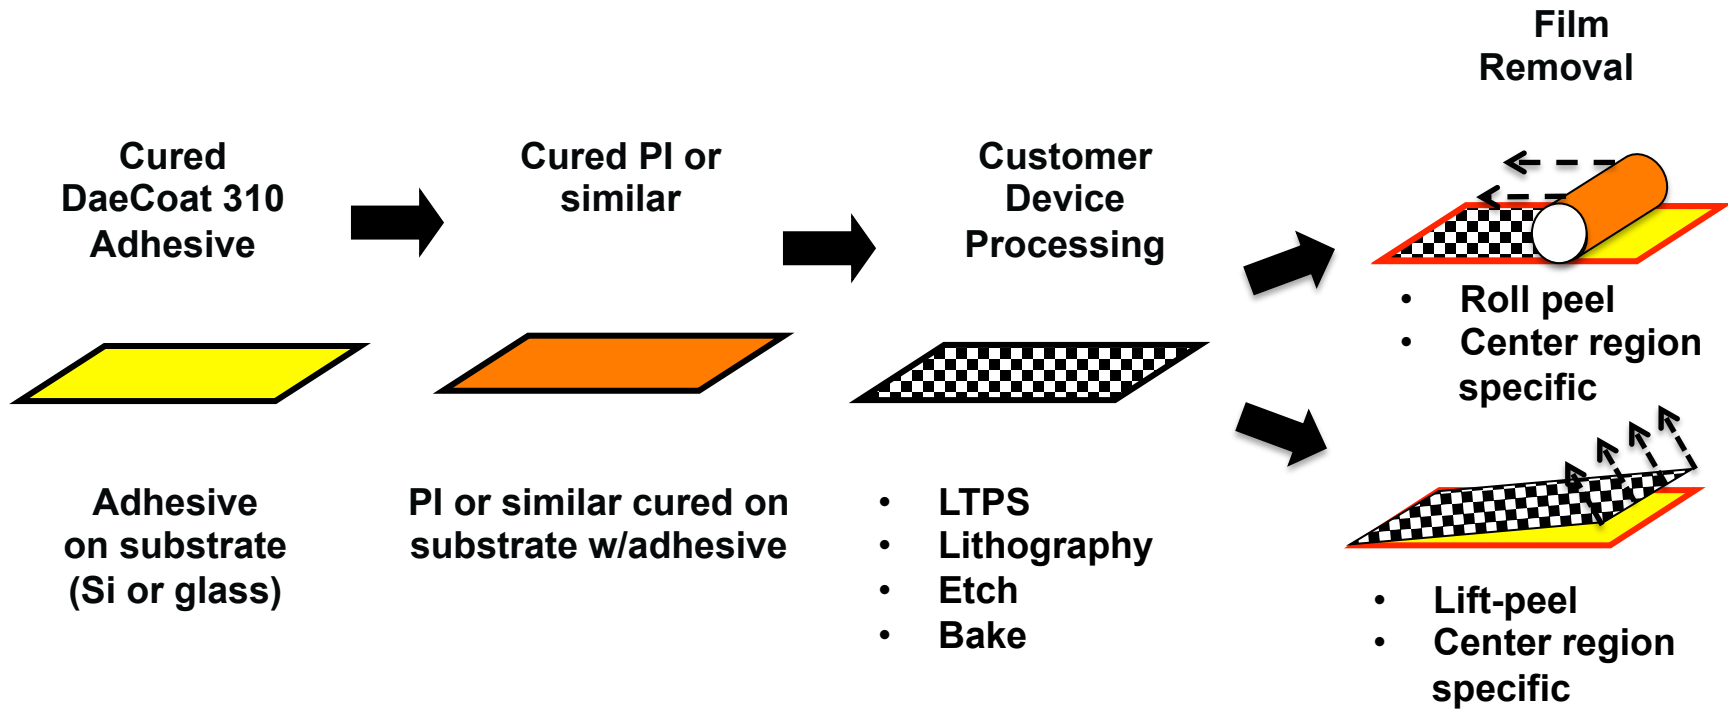 Cured
DaeCoat 310
Adhesive
Adhesive
on substrate
(Si or glass)
Cured PI or
similar
PI or similar cured on
substrate w/adhesive
Customer
Device
Processing
• LTPS
• Lithography
• Etch
• Bake
Film
Removal
• Roll peel
• Center region
specific
• Lift-peel
• Center region
specific